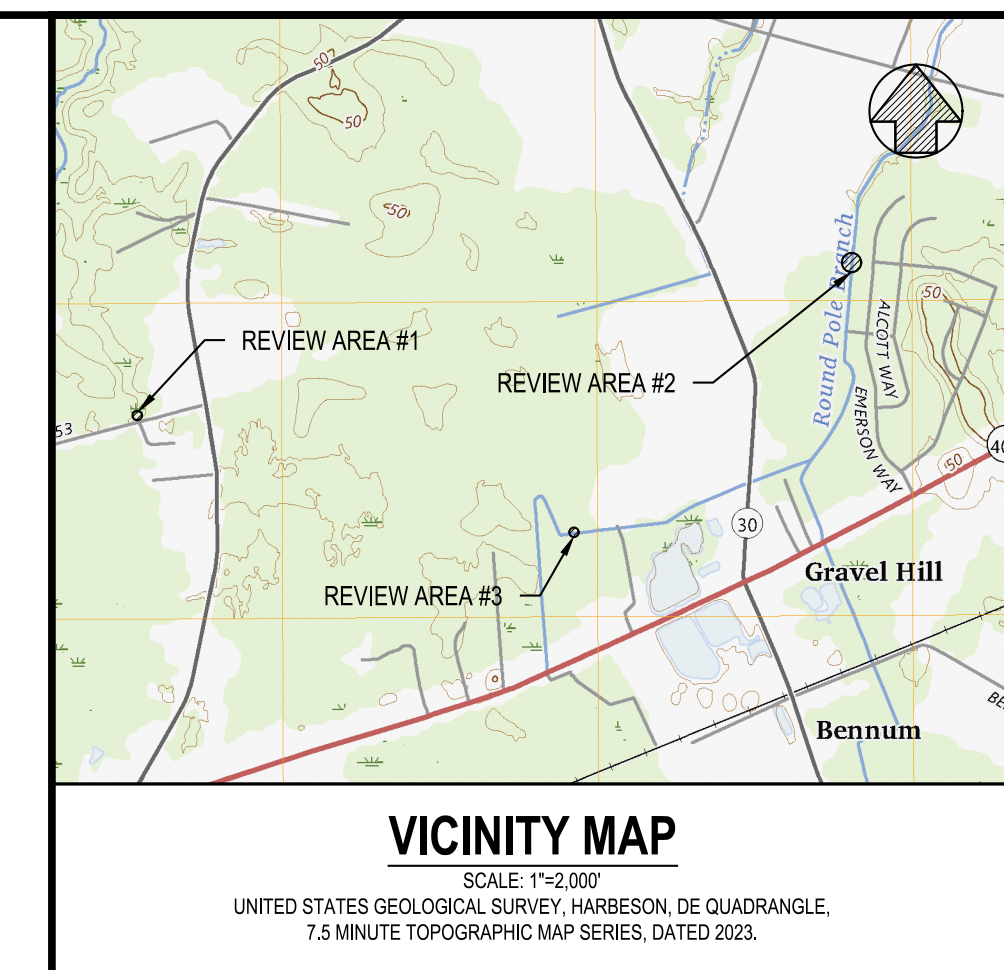 50
50
50
Round Pole Branch
50
ALCOTT WAY
REVIEW AREA #1
REVIEW AREA #2
EMERSON WAY
53
50
40
30
REVIEW AREA #3
Gravel Hill
Bennum
BE
VICINITY MAP
SCALE: 1"=2,000'
UNITED STATES GEOLOGICAL SURVEY, HARBESON, DE QUADRANGLE,
7.5 MINUTE TOPOGRAPHIC MAP SERIES, DATED 2023.